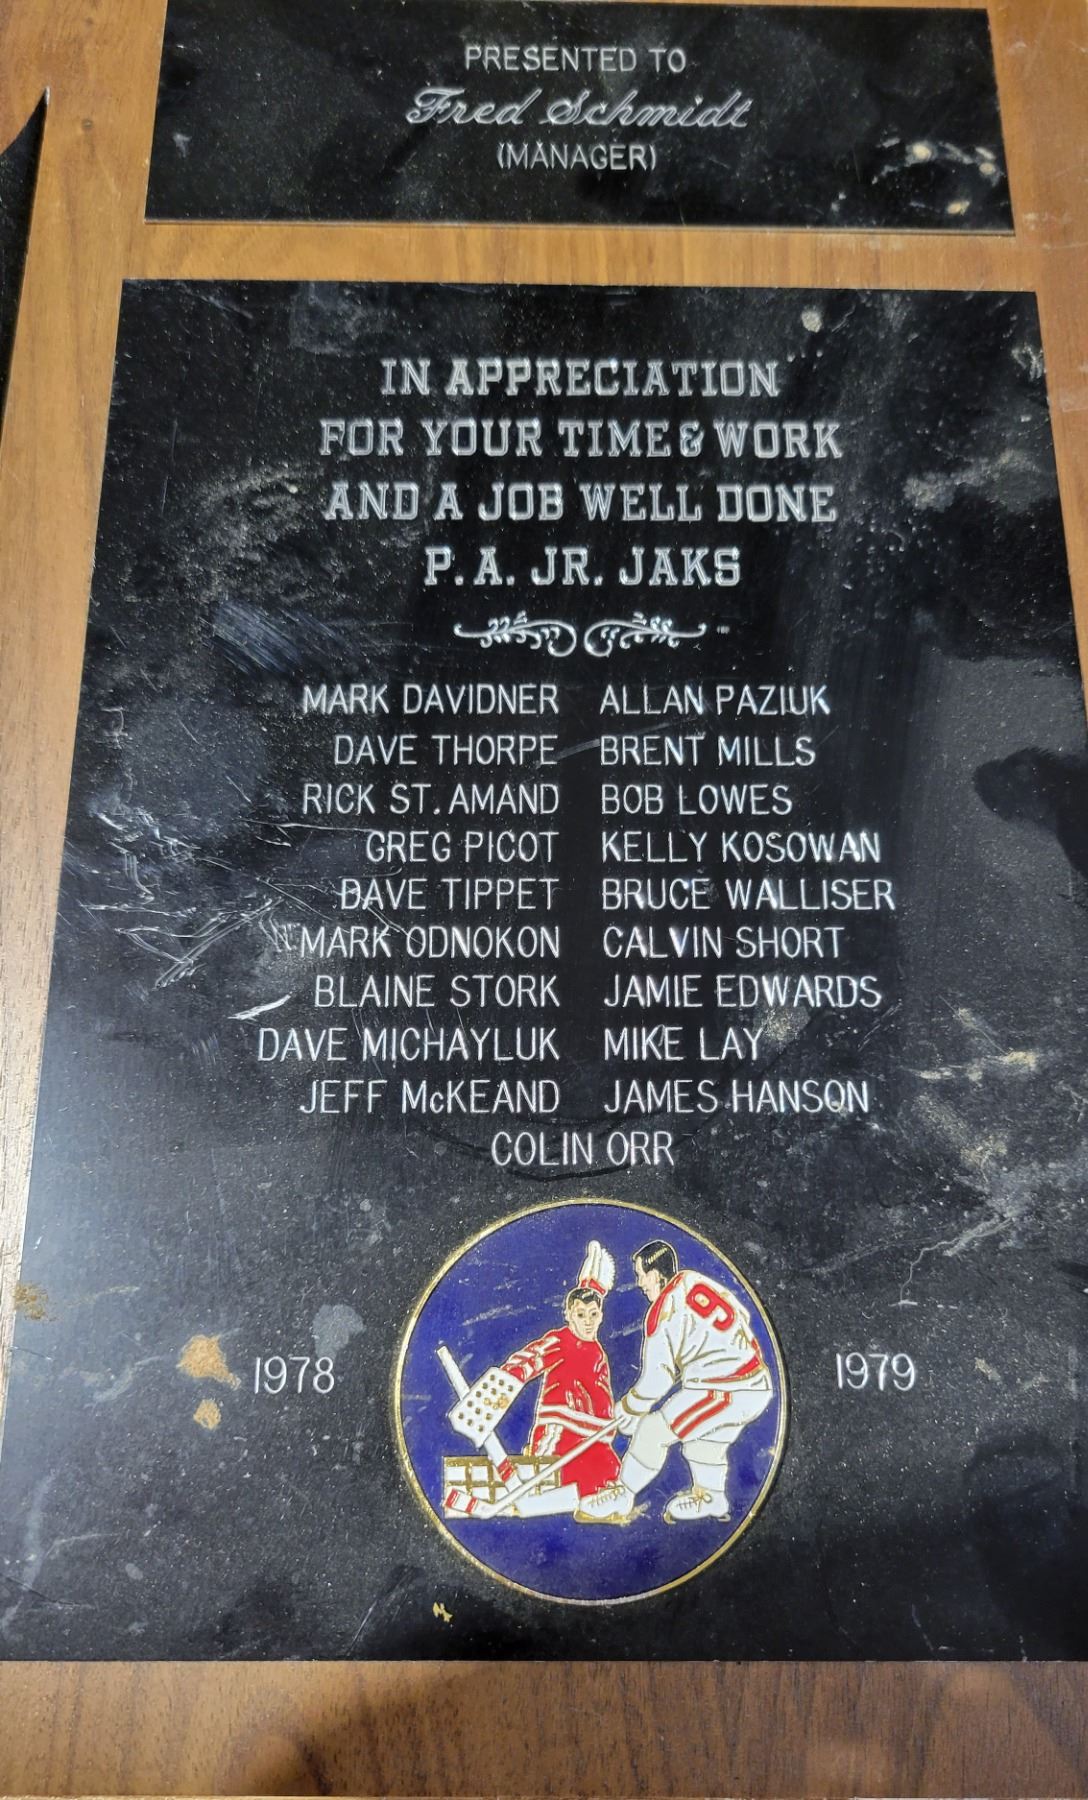 PRESENTED TO
Fred Schmidt
(MANAGER)
IN APPRECIATION
FOR YOUR TIME & WORK
AND A JOB WELL DONE
P.A. JR. JAKS
MARK DAVIDNER ALLAN PAZIUK
DAVE THORPE BRENT MILLS
RICK ST. AMAND BOB LOWES
GREG PICOT KELLY KOSOWAN
DAVE TIPPET BRUCE WALLISER
MARK ODNOKON CALVIN SHORT
BLAINE STORK JAMIE EDWARDS
DAVE MICHAYLUK MIKE LAY
JEFF McKEAND JAMES HANSON
COLIN ORR
9
1978 1979